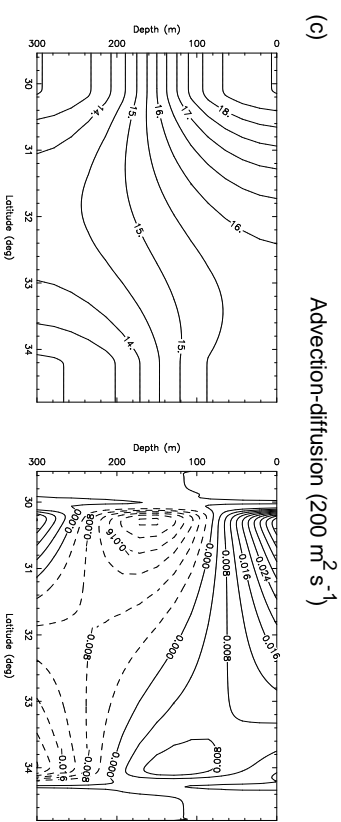 (c)
Advection-diffusion (200 m² s⁻¹)
Depth (m)
300 200 100 0
30 31 32 33 34
Latitude (deg)
14. 15. 16. 17. 18.
16.
15.
14. 15.
Depth (m)
300 200 100 0
30 31 32 33 34
Latitude (deg)
0.000 0.008 -0.016 0.000 0.008 0.016 0.024
0.008 0.000 0.008 0.016
0.016 0.008 0.000 0.008